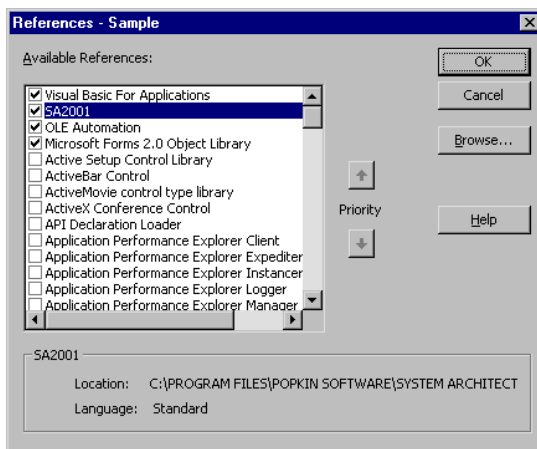 References - Sample
Available References:
Visual Basic For Applications
SA2001
OLE Automation
Microsoft Forms 2.0 Object Library
Active Setup Control Library
ActiveBar Control
ActiveMovie control type library
ActiveX Conference Control
API Declaration Loader
Application Performance Explorer Client
Application Performance Explorer Expediter
Application Performance Explorer Instancer
Application Performance Explorer Logger
Application Performance Explorer Manager
OK
Cancel
Browse...
Priority
Help
SA2001
Location: C:\PROGRAM FILES\POPKIN SOFTWARE\SYSTEM ARCHITECT
Language: Standard